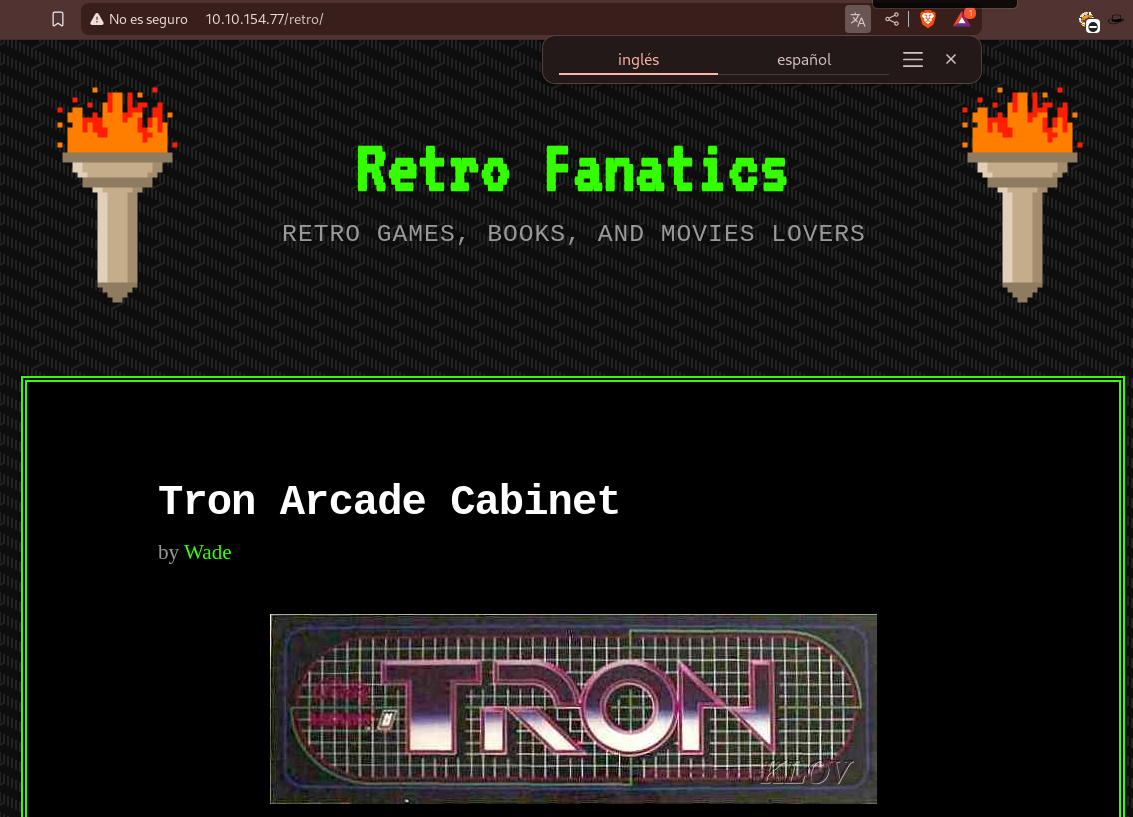 No es seguro 10.10.154.77/retro/
1
inglés español
Retro Fanatics
RETRO GAMES, BOOKS, AND MOVIES LOVERS
Tron Arcade Cabinet
by Wade
TRON
KLOV